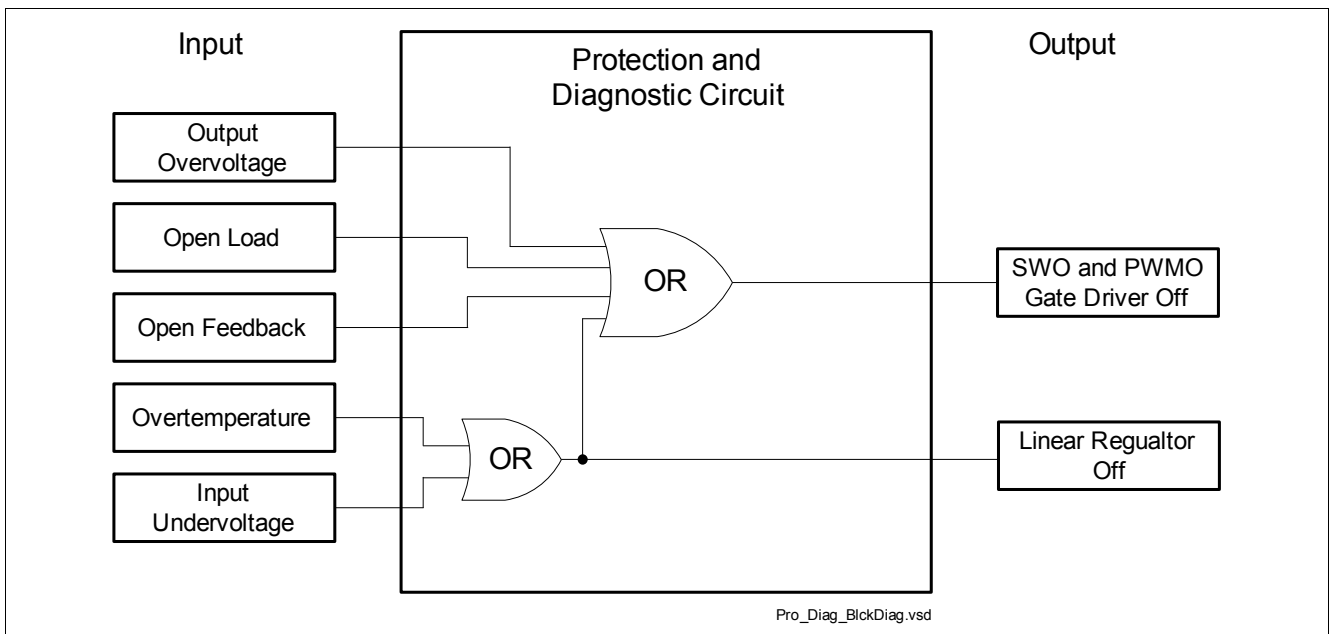 Input
Protection and
Diagnostic Circuit
Output
Output
Overvoltage
Open Load
Open Feedback
Overtemperature
Input
Undervoltage
OR
OR
SWO and PWMO
Gate Driver Off
Linear Regualtor
Off
Pro_Diag_BlckDiag.vsd